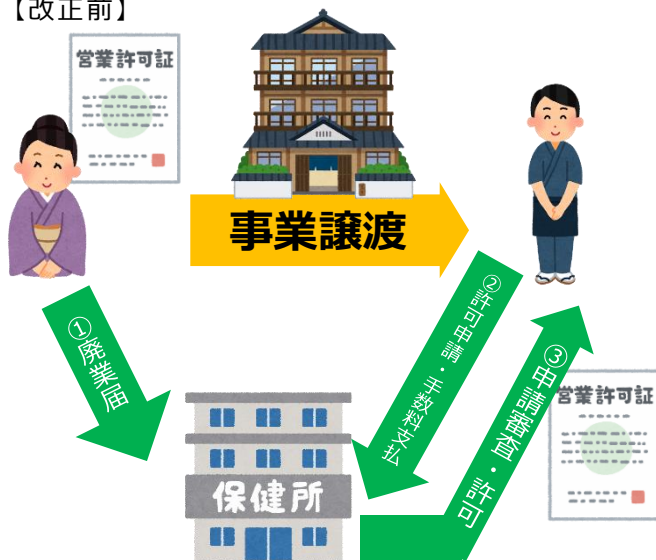 【改正前】
営業許可証
事業譲渡
①廃業届
②許可申請・手数料支払
③申請審査・許可
営業許可証
保健所